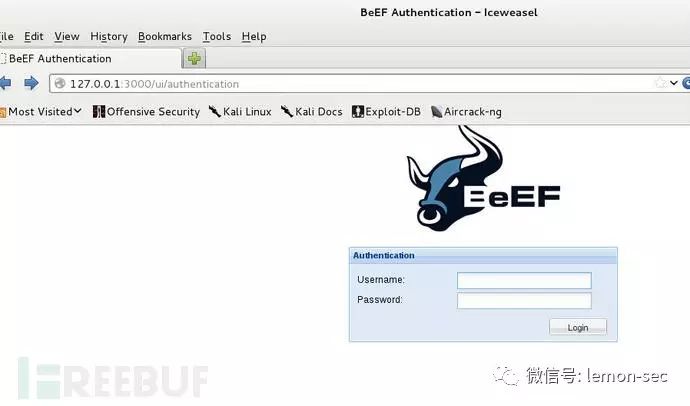 BeEF Authentication – Iceweasel
ile Edit View History Bookmarks Tools Help
BeEF Authentication
127.0.0.1:3000/ui/authentication
Most Visited Offensive Security Kali Linux Kali Docs Exploit-DB Aircrack-ng
BeEF
Authentication
Username:
Password:
Login
REEBUF
微信号: lemon-sec